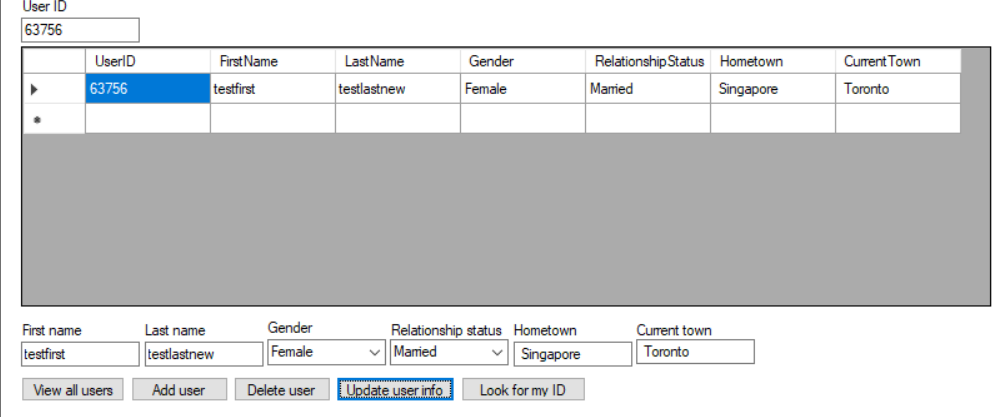 User ID
63756
UserID FirstName LastName Gender RelationshipStatus Hometown CurrentTown
63756 testfirst testlastnew Female Married Singapore Toronto
First name Last name Gender Relationship status Hometown Current town
testfirst testlastnew Female Married Singapore Toronto
View all users Add user Delete user Update user info Look for my ID